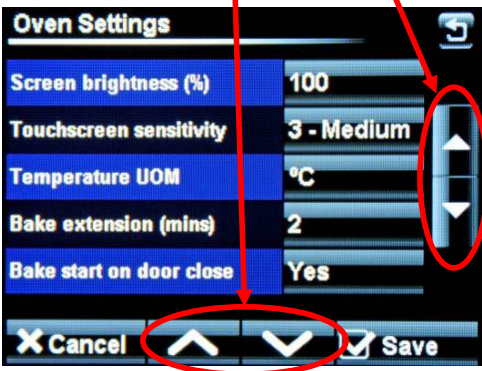 Oven Settings
Screen brightness (%) 100
Touchscreen sensitivity 3 - Medium
Temperature UOM ºC
Bake extension (mins) 2
Bake start on door close Yes
Cancel Save